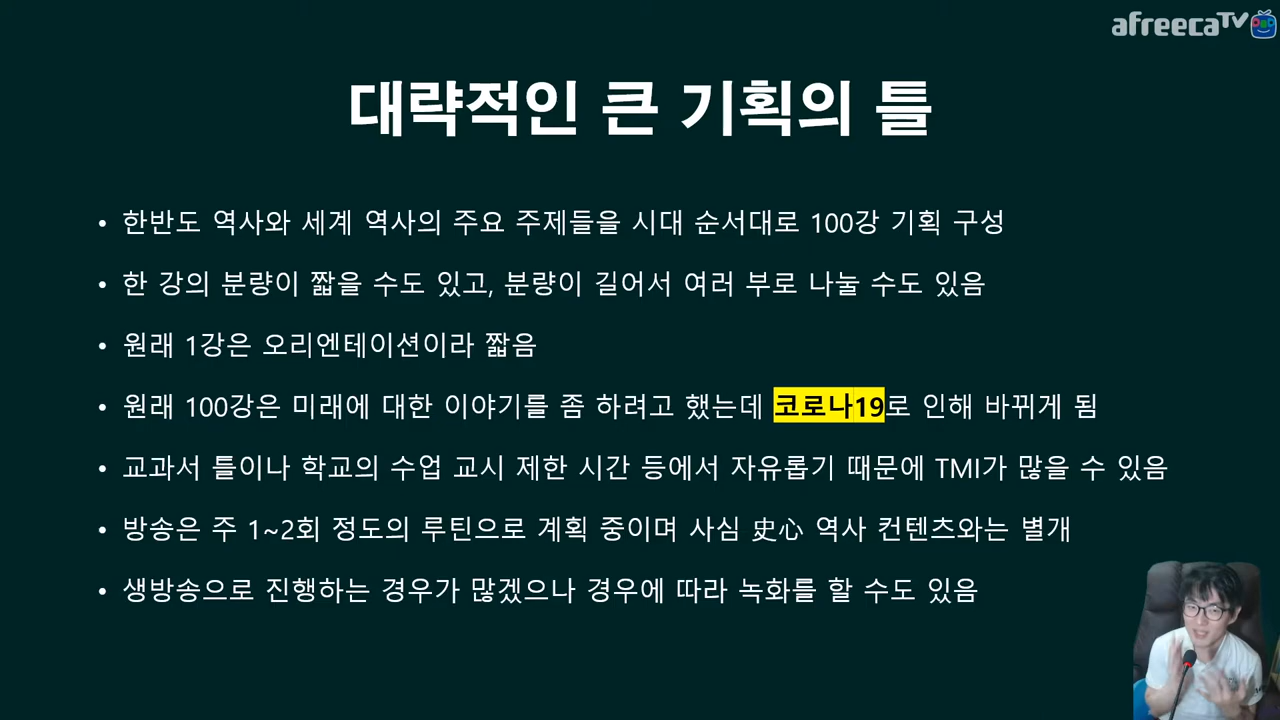 afreecaTV
대략적인 큰 기획의 틀
• 한반도 역사와 세계 역사의 주요 주제들을 시대 순서대로 100강 기획 구성
• 한 강의 분량이 짧을 수도 있고, 분량이 길어서 여러 부로 나눌 수도 있음
• 원래 1강은 오리엔테이션이라 짧음
• 원래 100강은 미래에 대한 이야기를 좀 하려고 했는데 코로나19로 인해 바뀌게 됨
• 교과서 틀이나 학교의 수업 교시 제한 시간 등에서 자유롭기 때문에 TMI가 많을 수 있음
• 방송은 주 1~2회 정도의 루틴으로 계획 중이며 사심 史心 역사 컨텐츠와는 별개
• 생방송으로 진행하는 경우가 많겠으나 경우에 따라 녹화를 할 수도 있음